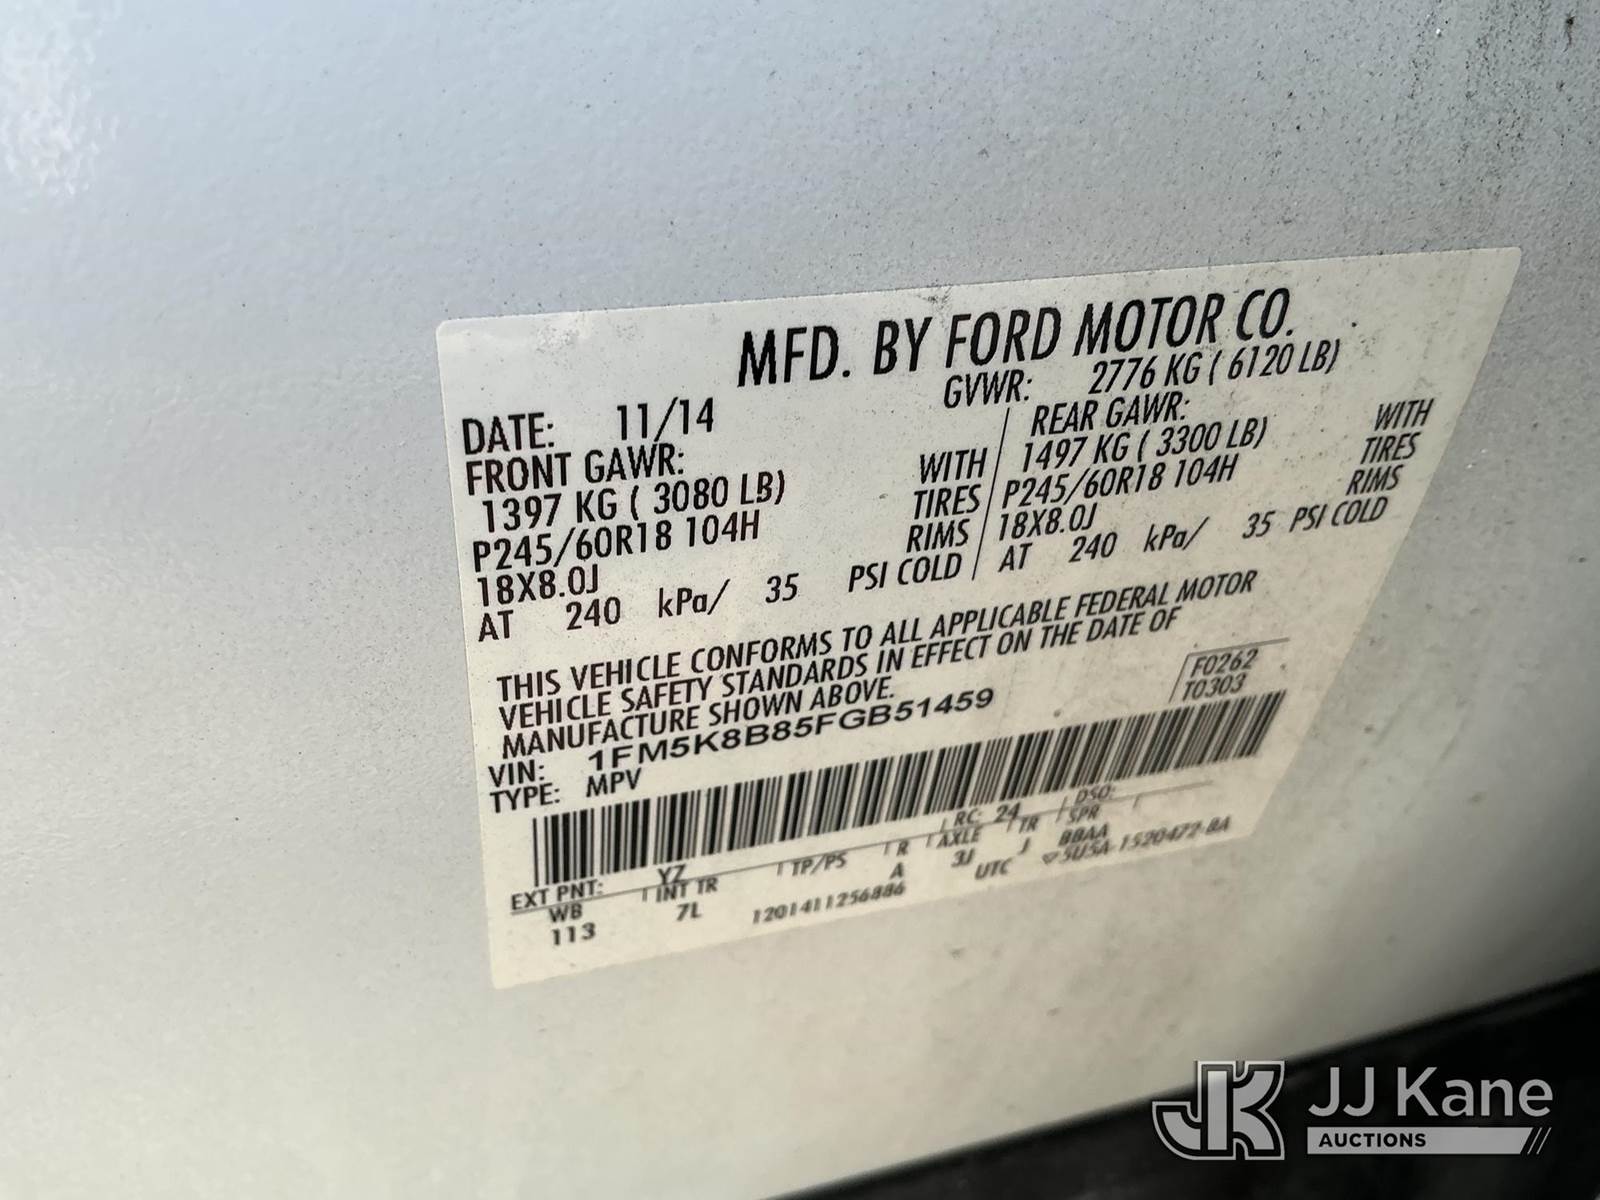 MFD. BY FORD MOTOR CO.
DATE: 11/14 GVWR: 2776 KG ( 6120 LB)
FRONT GAWR: REAR GAWR:
1397 KG ( 3080 LB) WITH 1497 KG ( 3300 LB) WITH
P245/60R18 104H TIRES P245/60R18 104H TIRES
18X8.0J RIMS 18X8.0J RIMS
AT 240 kPa/ 35 PSI COLD AT 240 kPa/ 35 PSI COLD
THIS VEHICLE CONFORMS TO ALL APPLICABLE FEDERAL MOTOR
VEHICLE SAFETY STANDARDS IN EFFECT ON THE DATE OF
MANUFACTURE SHOWN ABOVE.
F0262
T0303
VIN: 1FM5K8B85FGB51459
TYPE: MPV
EXT PNT: YZ RC: 24 DSO:
WB INT TR TP/PS R AXLE TR SPR
113 7L A 3J J BBAA
1201411256886 UTC 5U5A-1520472-BA
JK JJ Kane
AUCTIONS